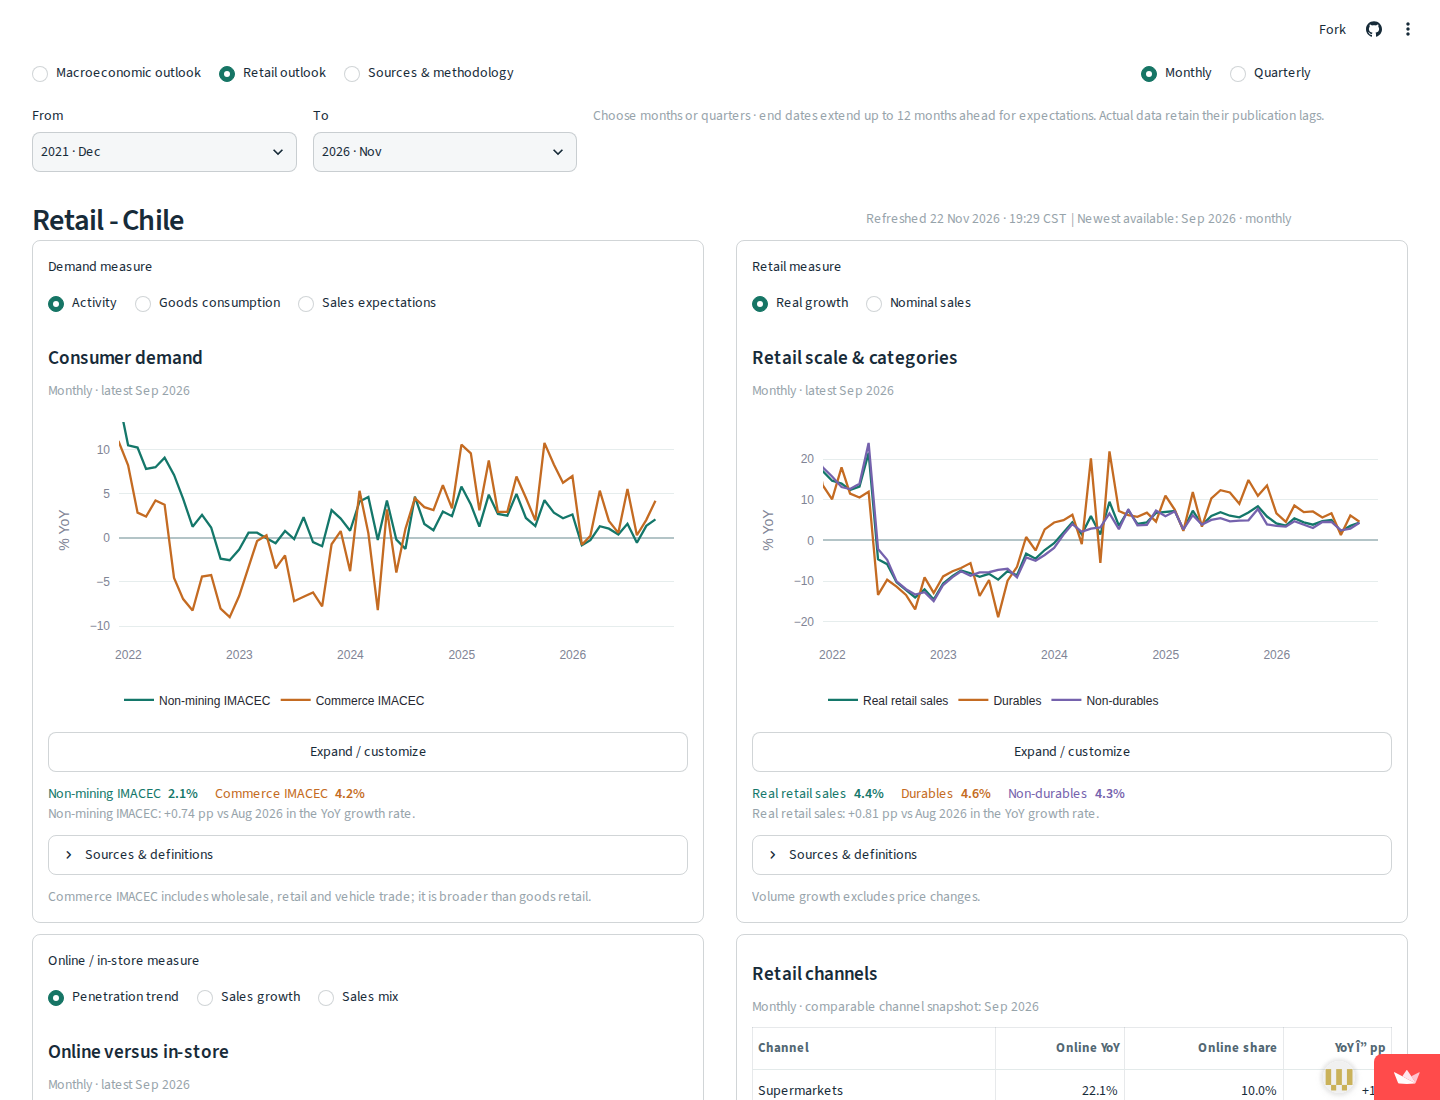 Fork
Macroeconomic outlook Retail outlook Sources & methodology Monthly Quarterly
From To Choose months or quarters · end dates extend up to 12 months ahead for expectations. Actual data retain their publication lags.
2021 · Dec 2026 · Nov
Retail - Chile Refreshed 22 Nov 2026 · 19:29 CST | Newest available: Sep 2026 · monthly
Demand measure
Activity Goods consumption Sales expectations
Consumer demand
Monthly · latest Sep 2026
% YoY
10
5
0
−5
−10
2022 2023 2024 2025 2026
Non-mining IMACEC Commerce IMACEC
Expand / customize
Non-mining IMACEC 2.1% Commerce IMACEC 4.2%
Non-mining IMACEC: +0.74 pp vs Aug 2026 in the YoY growth rate.
Sources & definitions
Commerce IMACEC includes wholesale, retail and vehicle trade; it is broader than goods retail.
Retail measure
Real growth Nominal sales
Retail scale & categories
Monthly · latest Sep 2026
% YoY
20
10
0
−10
−20
2022 2023 2024 2025 2026
Real retail sales Durables Non-durables
Expand / customize
Real retail sales 4.4% Durables 4.6% Non-durables 4.3%
Real retail sales: +0.81 pp vs Aug 2026 in the YoY growth rate.
Sources & definitions
Volume growth excludes price changes.
Online / in-store measure
Penetration trend Sales growth Sales mix
Online versus in-store
Monthly · latest Sep 2026
Retail channels
Monthly · comparable channel snapshot: Sep 2026
Channel Online YoY Online share YoY Î” pp
Supermarkets 22.1% 10.0%